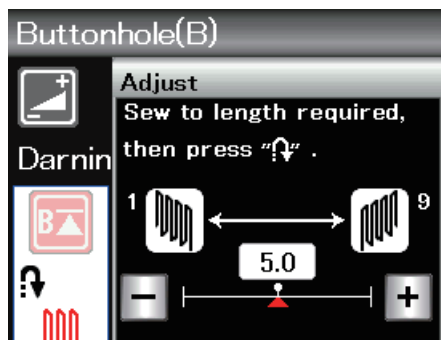 Buttonhole(B)
Adjust
Sew to length required,
then press “ ” .
Darnin
B
1
9
5.0
− +